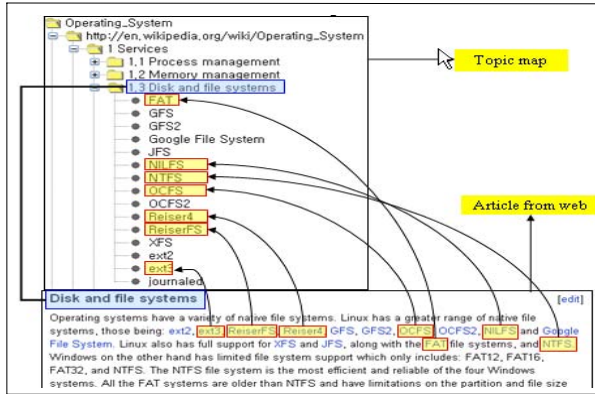 Operating_System
http://en.wikipedia.org/wiki/Operating_System
1 Services
1,1 Process management
1,2 Memory management
1,3 Disk and file systems
FAT
GFS
GFS2
Google File System
JFS
NILFS
NTFS
OCFS
OCFS2
Reiser4
ReiserFS
XFS
ext2
ext3
journaled
Topic map
Article from web
Disk and file systems [edit]
Operating systems have a variety of native file systems. Linux has a greater range of native file
systems, those being: ext2, ext3, ReiserFS, Reiser4, GFS, GFS2, OCFS, OCFS2, NILFS and Google
File System. Linux also has full support for XFS and JFS, along with the FAT file systems, and NTFS.
Windows on the other hand has limited file system support which only includes: FAT12, FAT16,
FAT32, and NTFS. The NTFS file system is the most efficient and reliable of the four Windows
systems. All the FAT systems are older than NTFS and have limitations on the partition and file size